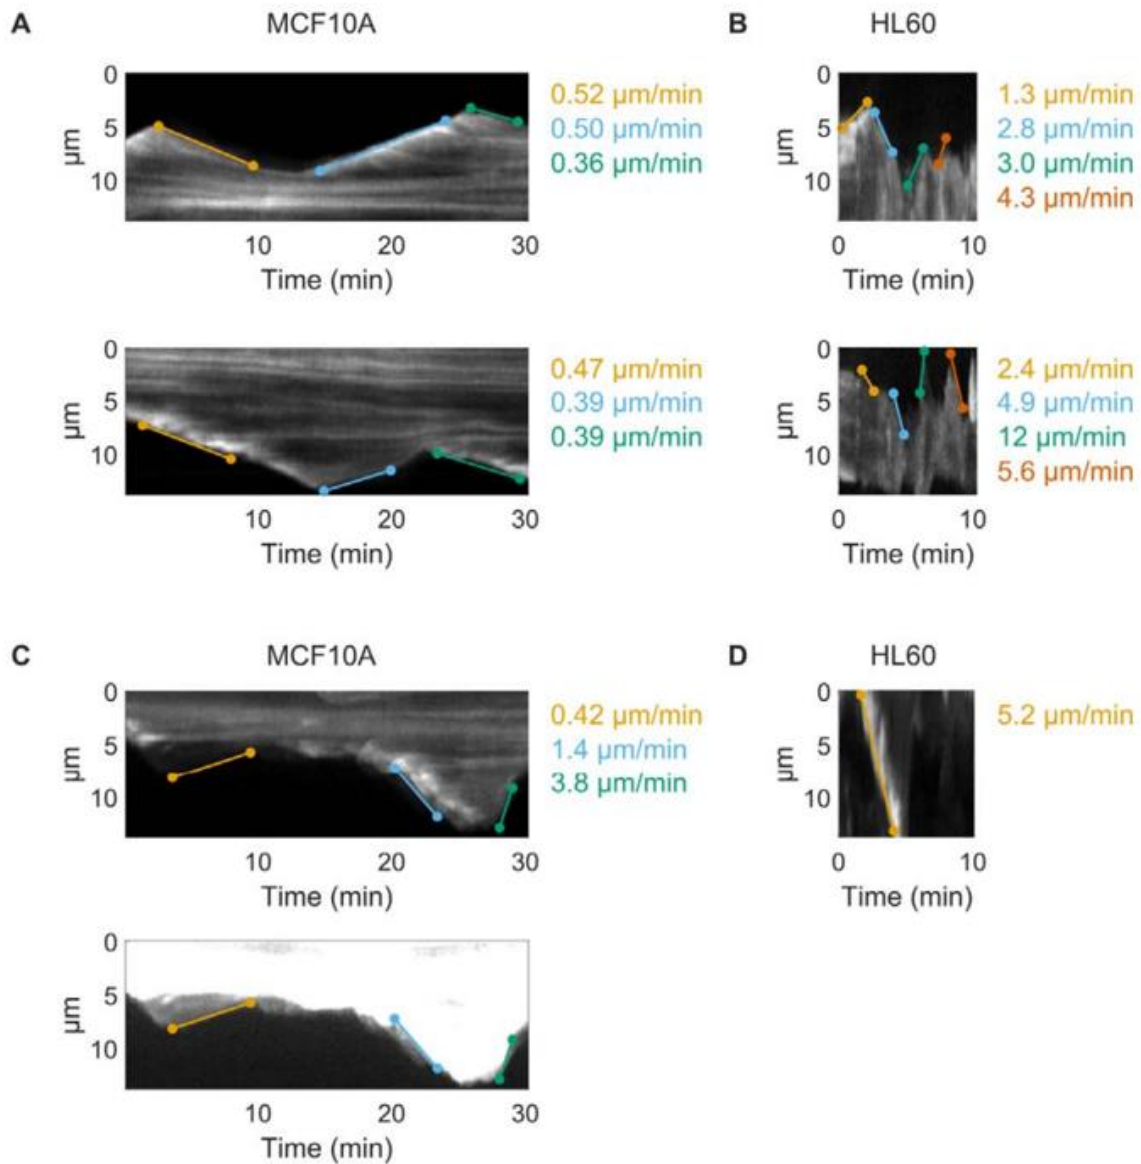 A MCF10A
0
5
10
µm
10 20 30
Time (min)
0.52 µm/min
0.50 µm/min
0.36 µm/min
0
5
10
µm
10 20 30
Time (min)
0.47 µm/min
0.39 µm/min
0.39 µm/min
B HL60
0
5
10
µm
0 10
Time (min)
1.3 µm/min
2.8 µm/min
3.0 µm/min
4.3 µm/min
0
5
10
µm
0 10
Time (min)
2.4 µm/min
4.9 µm/min
12 µm/min
5.6 µm/min
C MCF10A
0
5
10
µm
10 20 30
Time (min)
0.42 µm/min
1.4 µm/min
3.8 µm/min
0
5
10
µm
10 20 30
Time (min)
D HL60
0
5
10
µm
0 10
Time (min)
5.2 µm/min